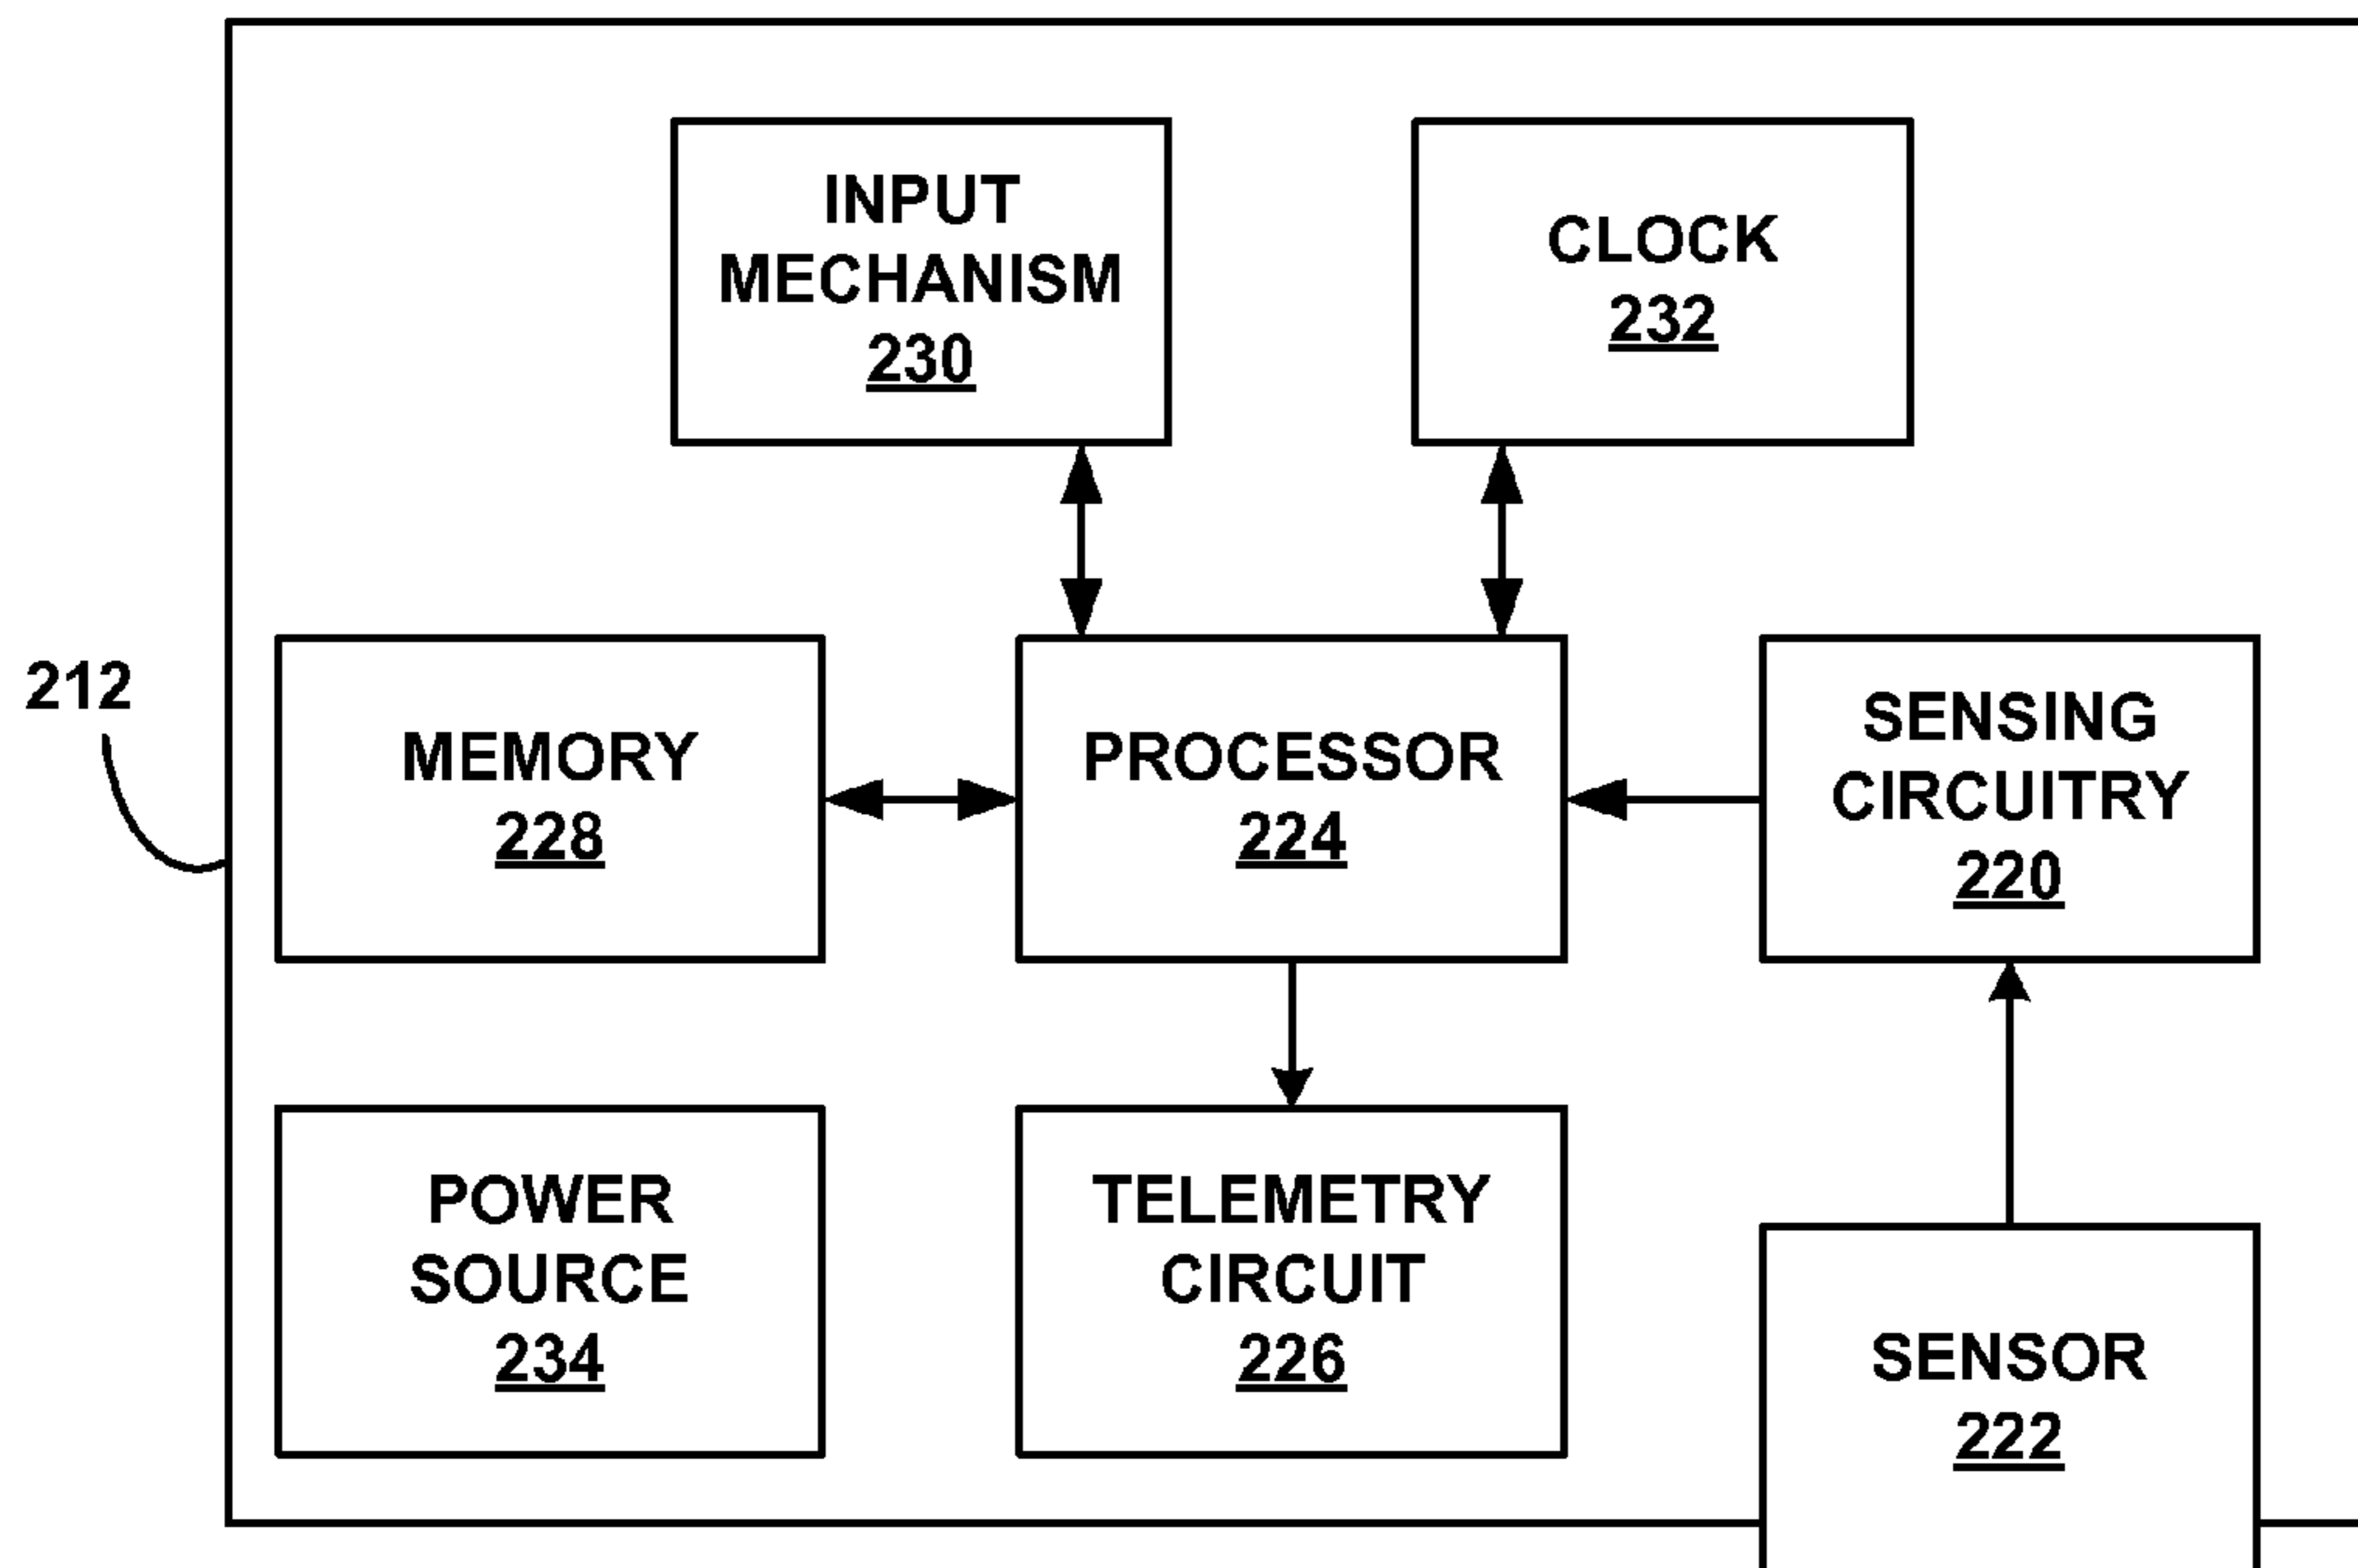 INPUT
MECHANISM
230
CLOCK
232
212
MEMORY
228
PROCESSOR
224
SENSING
CIRCUITRY
220
POWER
SOURCE
234
TELEMETRY
CIRCUIT
226
SENSOR
222